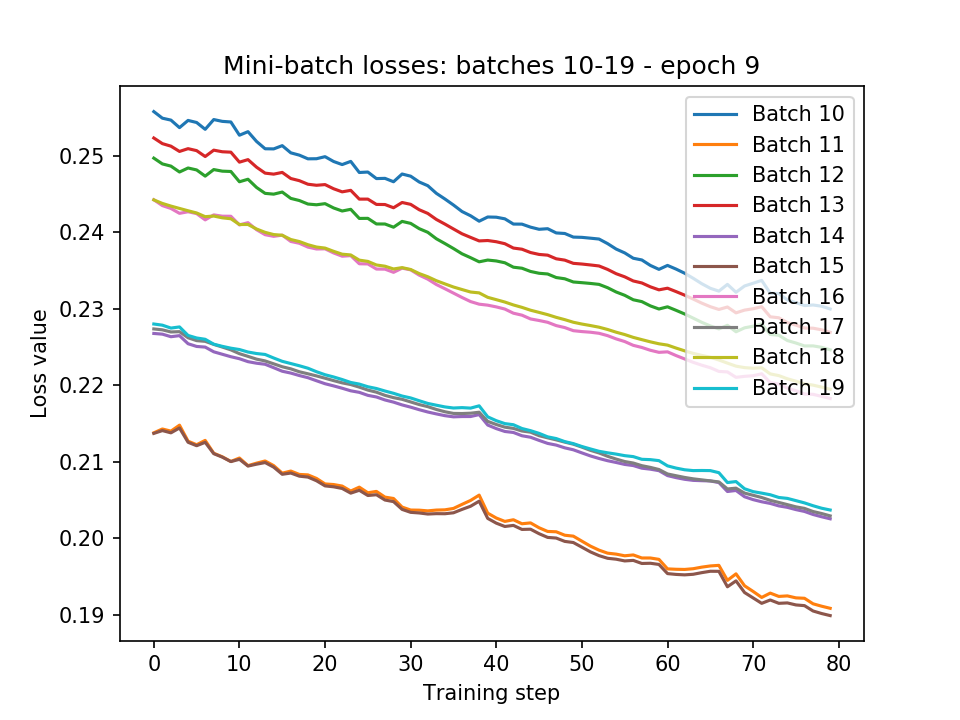 Mini-batch losses: batches 10-19 - epoch 9
Loss value
0.25
0.24
0.23
0.22
0.21
0.20
0.19
Batch 10
Batch 11
Batch 12
Batch 13
Batch 14
Batch 15
Batch 16
Batch 17
Batch 18
Batch 19
0 10 20 30 40 50 60 70 80
Training step